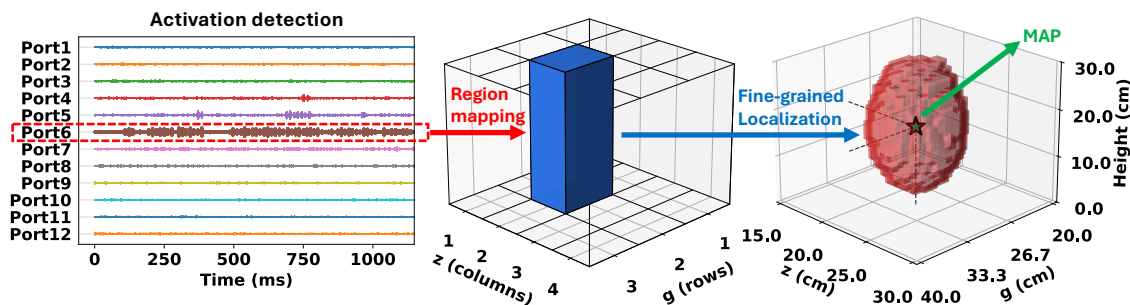 Activation detection
Port1
Port2
Port3
Port4
Port5
Port6
Port7
Port8
Port9
Port10
Port11
Port12
0
250
500
750
1000
Time (ms)
Region
mapping
1
2
3
4
z (columns)
1
2
3
g (rows)
Fine-grained
Localization
MAP
30.0
20.0
10.0
0.0
Height (cm)
15.0
20.0
25.0
30.0
z (cm)
20.0
26.7
33.3
40.0
g (cm)